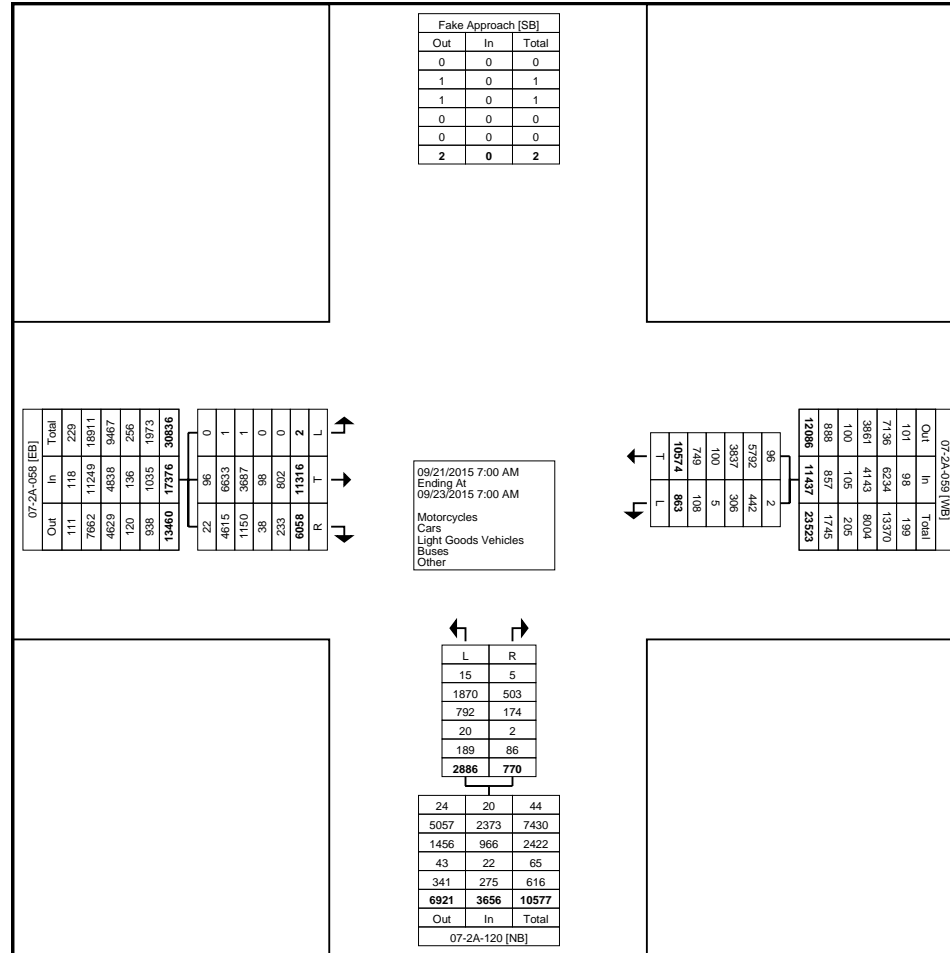 Fake Approach [SB]
Out In Total
0 0 0
1 0 1
1 0 1
0 0 0
0 0 0
2 0 2
07-2A-058 [EB]
Total In Out
229 118 111
18911 11249 7662
9467 4838 4629
256 136 120
1973 1035 938
30836 17376 13460
0 96 22
1 6633 4615
1 3687 1150
0 98 38
0 802 233
2 11316 6058
L T R
09/21/2015 7:00 AM
Ending At
09/23/2015 7:00 AM
Motorcycles
Cars
Light Goods Vehicles
Buses
Other
96 2
5792 442
3837 306
100 5
749 108
10574 863
T L
07-2A-059 [WB]
Out In Total
101 98 199
7136 6234 13370
3861 4143 8004
100 105 205
888 857 1745
12086 11437 23523
L R
15 5
1870 503
792 174
20 2
189 86
2886 770
24 20 44
5057 2373 7430
1456 966 2422
43 22 65
341 275 616
6921 3656 10577
Out In Total
07-2A-120 [NB]